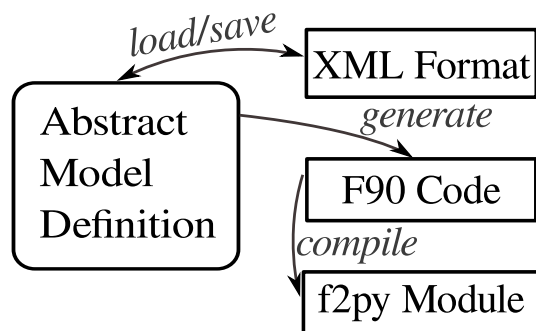 load/save
XML Format
Abstract
Model
Definition
generate
F90 Code
compile
f2py Module